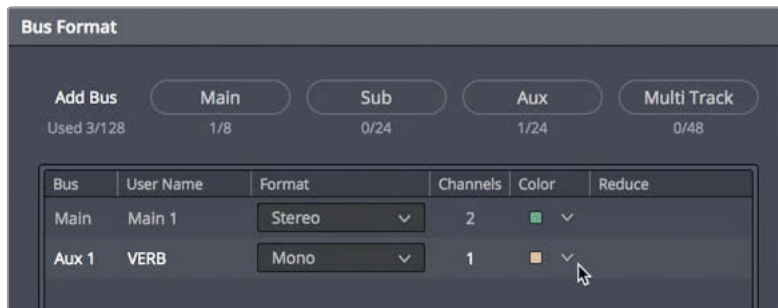 Bus Format
Add Bus Main Sub Aux Multi Track
Used 3/128 1/8 0/24 1/24 0/48
Bus User Name Format Channels Color Reduce
Main Main 1 Stereo 2
Aux 1 VERB Mono 1